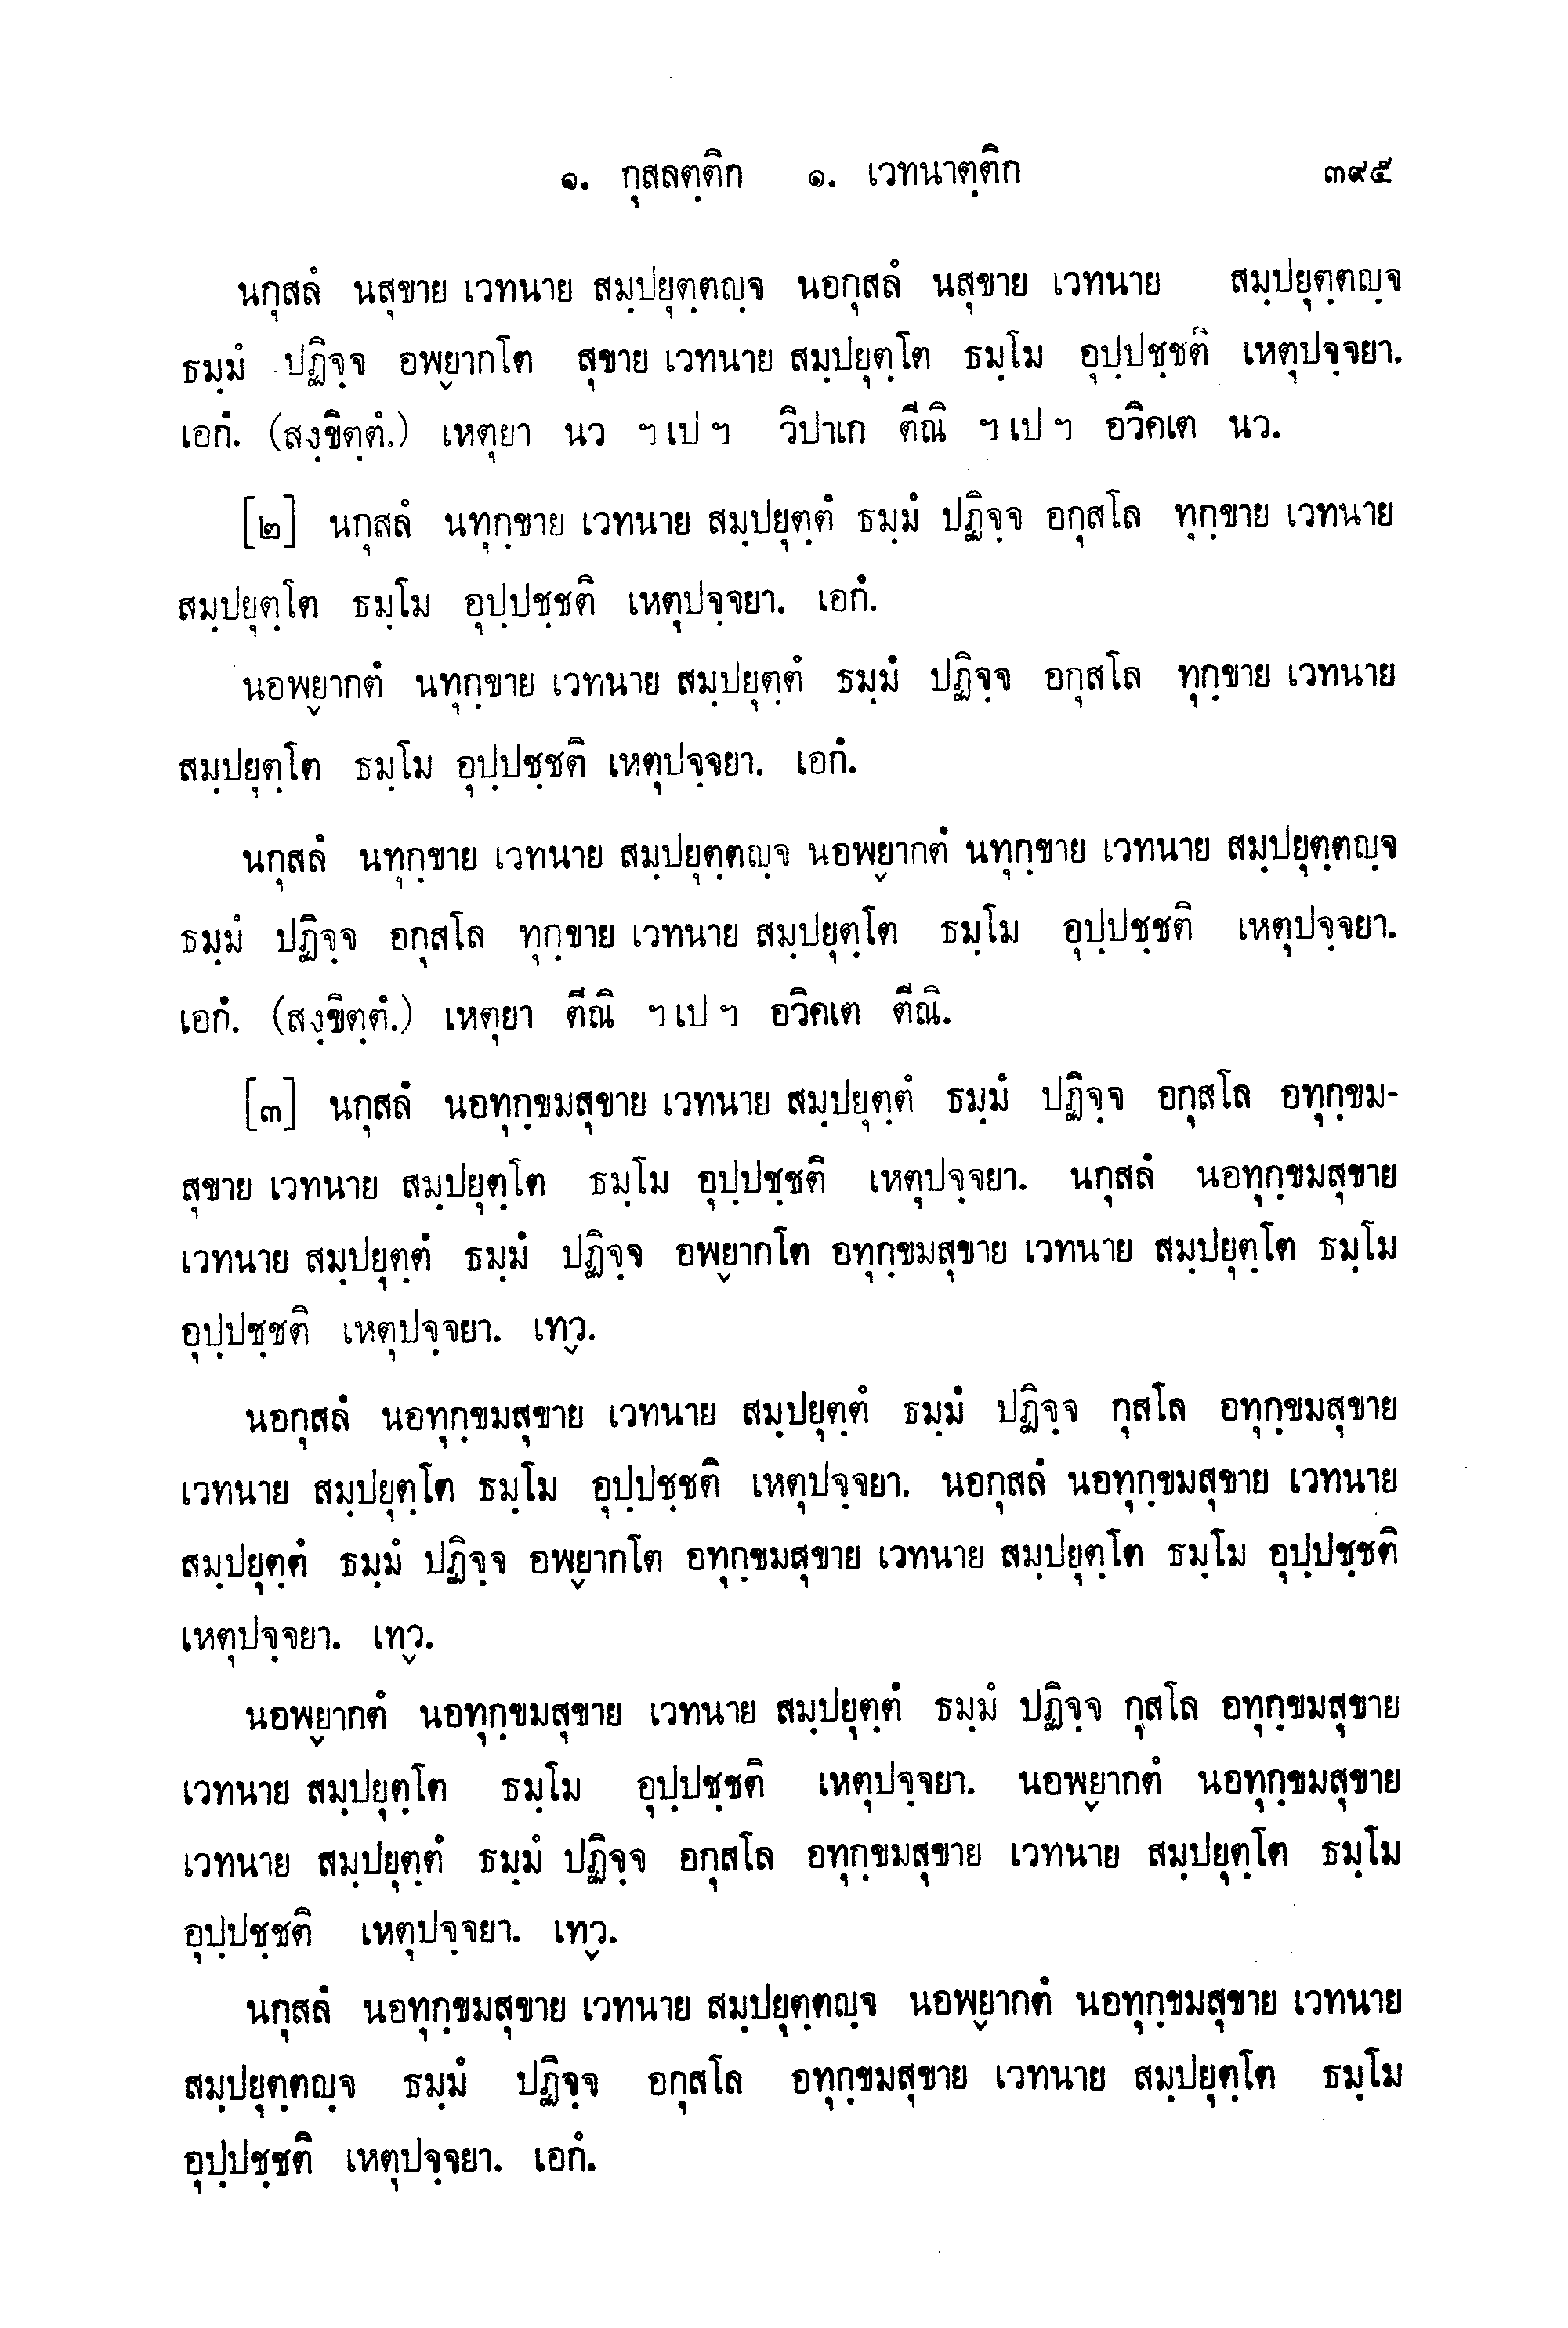 ๑. กุสลตฺติก ๑. เวทนาตฺติก ๓๙๕
นกุสลํ นสุขาย เวทนาย สมฺปยุตฺตญฺจ นอกุสลํ นสุขาย เวทนาย สมฺปยุตฺตญฺจ
ธมฺมํ ปฏิจฺจ อพฺยากโต สุขาย เวทนาย สมฺปยุตฺโต ธมฺโม อุปฺปชฺชติ เหตุปจฺจยา.
เอกํ. (สงฺขิตฺตํ.) เหตุยา นว ฯ เป ฯ วิปาเก ตีณิ ฯ เป ฯ อวิคเต นว.
[๒] นกุสลํ นทุกฺขาย เวทนาย สมฺปยุตฺตํ ธมฺมํ ปฏิจฺจ อกุสโล ทุกฺขาย เวทนาย
สมฺปยุตฺโต ธมฺโม อุปฺปชฺชติ เหตุปจฺจยา. เอกํ.
นอพฺยากตํ นทุกฺขาย เวทนาย สมฺปยุตฺตํ ธมฺมํ ปฏิจฺจ อกุสโล ทุกฺขาย เวทนาย
สมฺปยุตฺโต ธมฺโม อุปฺปชฺชติ เหตุปจฺจยา. เอกํ.
นกุสลํ นทุกฺขาย เวทนาย สมฺปยุตฺตญฺจ นอพฺยากตํ นทุกฺขาย เวทนาย สมฺปยุตฺตญฺจ
ธมฺมํ ปฏิจฺจ อกุสโล ทุกฺขาย เวทนาย สมฺปยุตฺโต ธมฺโม อุปฺปชฺชติ เหตุปจฺจยา.
เอกํ. (สงฺขิตฺตํ.) เหตุยา ตีณิ ฯ เป ฯ อวิคเต ตีณิ.
[๓] นกุสลํ นอทุกฺขมสุขาย เวทนาย สมฺปยุตฺตํ ธมฺมํ ปฏิจฺจ อกุสโล อทุกฺขม-
สุขาย เวทนาย สมฺปยุตฺโต ธมฺโม อุปฺปชฺชติ เหตุปจฺจยา. นกุสลํ นอทุกฺขมสุขาย
เวทนาย สมฺปยุตฺตํ ธมฺมํ ปฏิจฺจ อพฺยากโต อทุกฺขมสุขาย เวทนาย สมฺปยุตฺโต ธมฺโม
อุปฺปชฺชติ เหตุปจฺจยา. เทฺว.
นอกุสลํ นอทุกฺขมสุขาย เวทนาย สมฺปยุตฺตํ ธมฺมํ ปฏิจฺจ กุสโล อทุกฺขมสุขาย
เวทนาย สมฺปยุตฺโต ธมฺโม อุปฺปชฺชติ เหตุปจฺจยา. นอกุสลํ นอทุกฺขมสุขาย เวทนาย
สมฺปยุตฺตํ ธมฺมํ ปฏิจฺจ อพฺยากโต อทุกฺขมสุขาย เวทนาย สมฺปยุตฺโต ธมฺโม อุปฺปชฺชติ
เหตุปจฺจยา. เทฺว.
นอพฺยากตํ นอทุกฺขมสุขาย เวทนาย สมฺปยุตฺตํ ธมฺมํ ปฏิจฺจ กุสโล อทุกฺขมสุขาย
เวทนาย สมฺปยุตฺโต ธมฺโม อุปฺปชฺชติ เหตุปจฺจยา. นอพฺยากตํ นอทุกฺขมสุขาย
เวทนาย สมฺปยุตฺตํ ธมฺมํ ปฏิจฺจ อกุสโล อทุกฺขมสุขาย เวทนาย สมฺปยุตฺโต ธมฺโม
อุปฺปชฺชติ เหตุปจฺจยา. เทฺว.
นกุสลํ นอทุกฺขมสุขาย เวทนาย สมฺปยุตฺตญฺจ นอพฺยากตํ นอทุกฺขมสุขาย เวทนาย
สมฺปยุตฺตญฺจ ธมฺมํ ปฏิจฺจ อกุสโล อทุกฺขมสุขาย เวทนาย สมฺปยุตฺโต ธมฺโม
อุปฺปชฺชติ เหตุปจฺจยา. เอกํ.